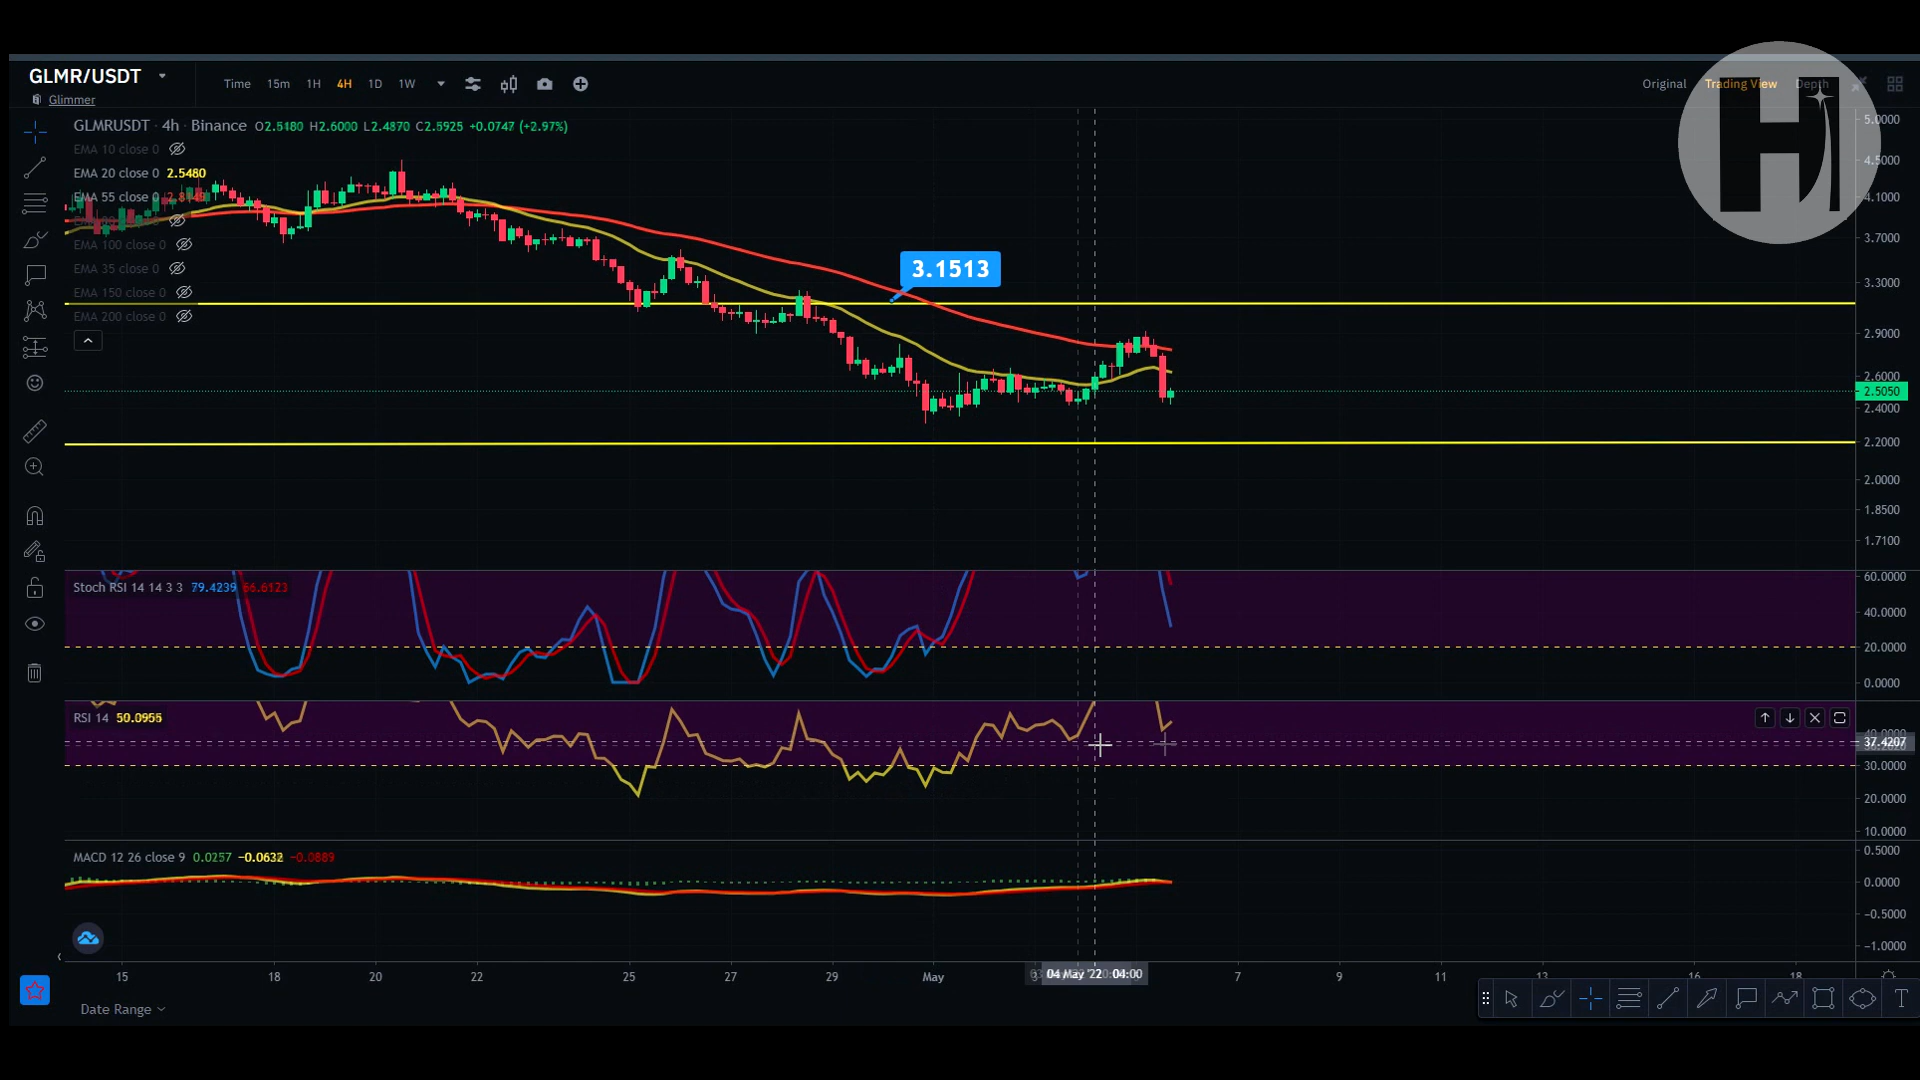 GLMR/USDT
Glimmer
Time 15m 1H 4H 1D 1W
Original Trading View Depth
GLMRUSDT · 4h · Binance O2.5180 H2.6000 L2.4870 C2.5925 +0.0747 (+2.97%)
EMA 10 close 0
EMA 20 close 0 2.5480
EMA 55 close 0
EMA 100 close 0
EMA 35 close 0
EMA 150 close 0
EMA 200 close 0
3.1513
5.0000
4.5000
4.1000
3.7000
3.3000
2.9000
2.6000
2.5050
2.4000
2.2000
2.0000
1.8500
1.7100
Stoch RSI 14 14 3 3 79.4239 66.6123
60.0000
40.0000
20.0000
0.0000
RSI 14 50.0955
37.4207
30.0000
20.0000
10.0000
MACD 12 26 close 9 0.0257 −0.0632 −0.0889
0.5000
0.0000
−0.5000
−1.0000
15 18 20 22 25 27 29 May 04 May '22 04:00 7 9 11 13 16 18
Date Range